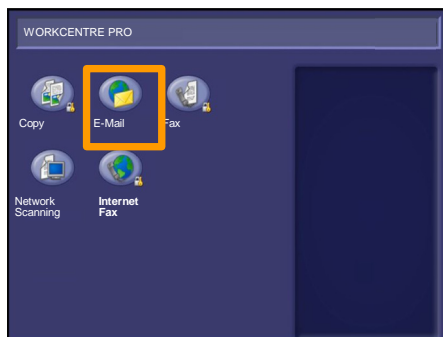 WORKCENTRE PRO
Copy
E-Mail
Fax
Network
Scanning
Internet
Fax